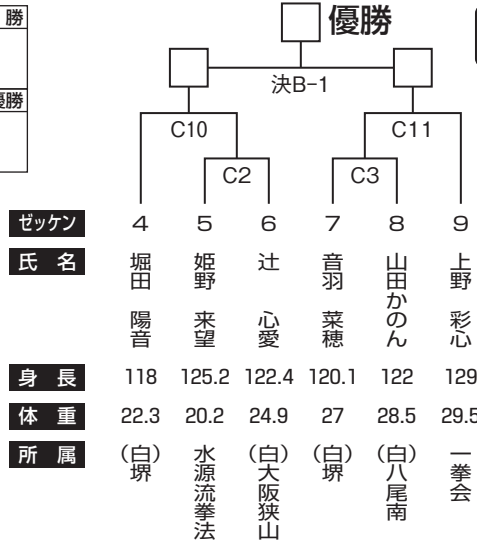 勝
優勝
優勝
決B-1
C10 C11
C2 C3
ゼッケン 4 5 6 7 8 9
氏名 堀田 陽音 姫野 来望 辻 心愛 音羽 菜穂 山田かのん 上野 彩心
身長 118 125.2 122.4 120.1 122 129
体重 22.3 20.2 24.9 27 28.5 29.5
所属 (白)堺 水源流拳法 (白)大阪狭山 (白)堺 (白)八尾南 一拳会